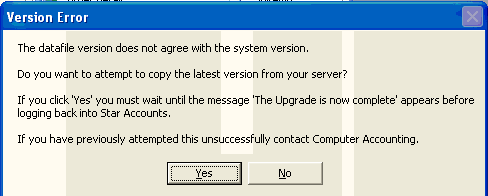 Version Error
The datafile version does not agree with the system version.
Do you want to attempt to copy the latest version from your server?
If you click 'Yes' you must wait until the message 'The Upgrade is now complete' appears before
logging back into Star Accounts.
If you have previously attempted this unsuccessfully contact Computer Accounting.
Yes No